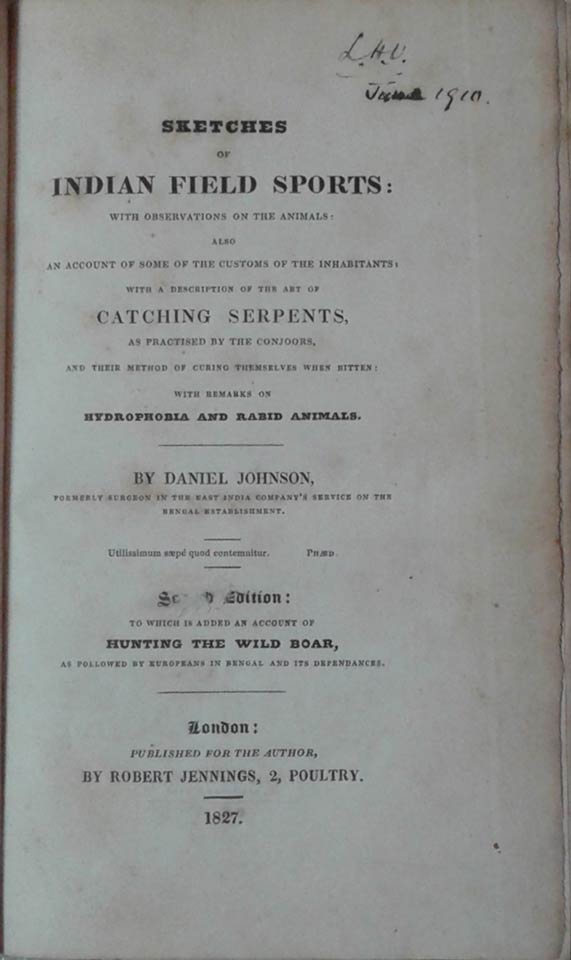 L.H.V.
June 1910.
SKETCHES
OF
INDIAN FIELD SPORTS:
WITH OBSERVATIONS ON THE ANIMALS:
ALSO
AN ACCOUNT OF SOME OF THE CUSTOMS OF THE INHABITANTS:
WITH A DESCRIPTION OF THE ART OF
CATCHING SERPENTS,
AS PRACTISED BY THE CONJOORS,
AND THEIR METHOD OF CURING THEMSELVES WHEN BITTEN:
WITH REMARKS ON
HYDROPHOBIA AND RABID ANIMALS.
BY DANIEL JOHNSON,
FORMERLY SURGEON IN THE EAST INDIA COMPANY'S SERVICE ON THE
BENGAL ESTABLISHMENT.
Utilissimum sæpé quod contemnitur. PHÆD.
Edition:
TO WHICH IS ADDED AN ACCOUNT OF
HUNTING THE WILD BOAR,
AS FOLLOWED BY EUROPEANS IN BENGAL AND ITS DEPENDANCES.
London:
PUBLISHED FOR THE AUTHOR,
BY ROBERT JENNINGS, 2, POULTRY.
1827.